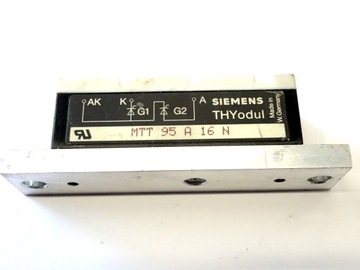 AK K G1 G2 A
SIEMENS
THYodul
Made in
W. Germany
MTT 95 A 16 N